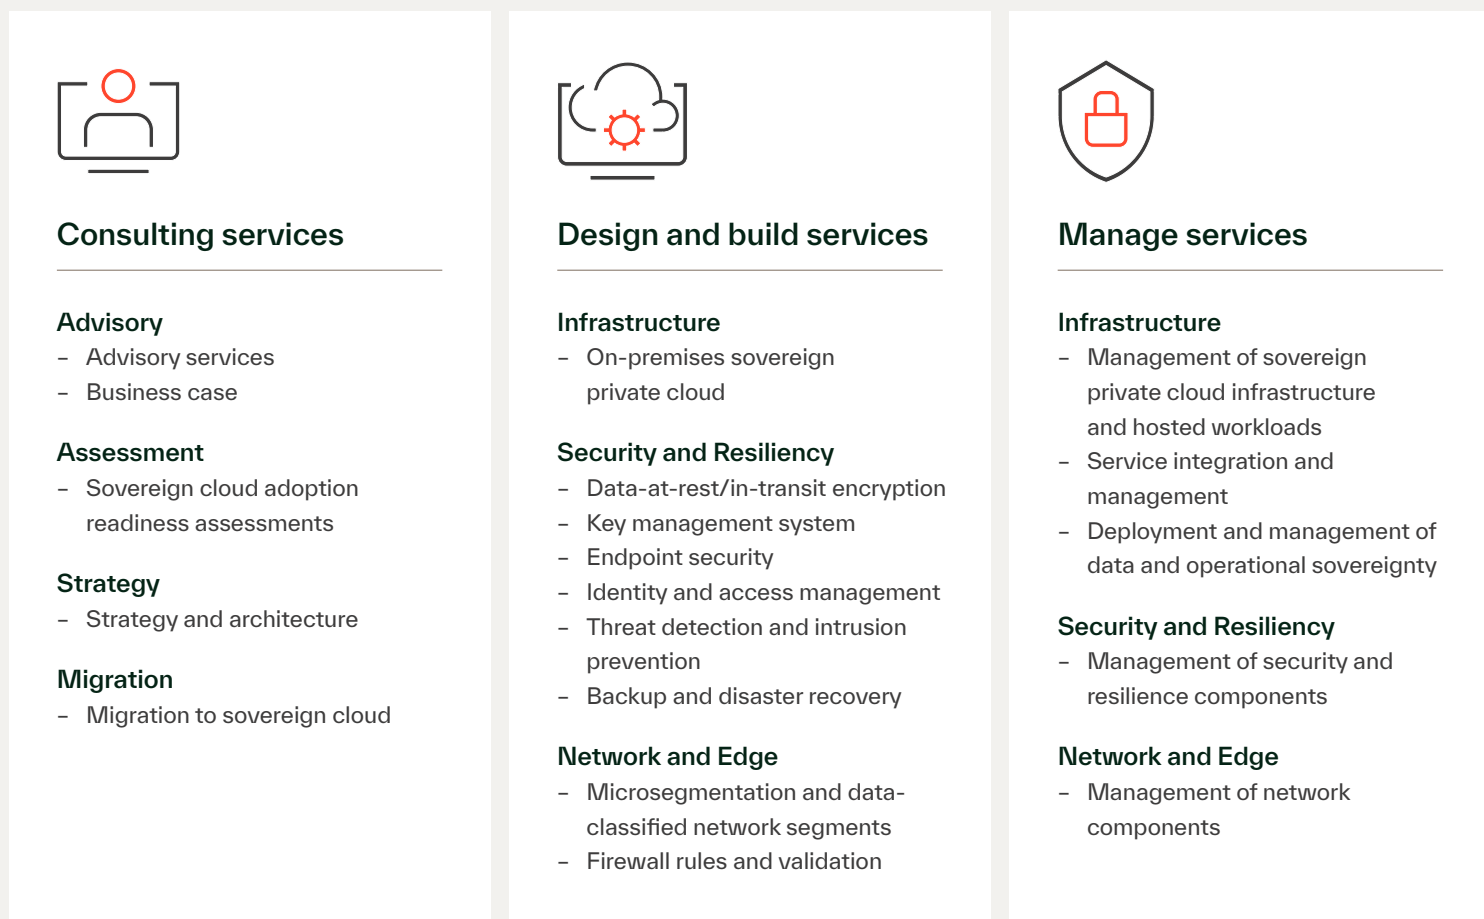 Consulting services
Advisory
– Advisory services
– Business case
Assessment
– Sovereign cloud adoption
readiness assessments
Strategy
– Strategy and architecture
Migration
– Migration to sovereign cloud
Design and build services
Infrastructure
– On-premises sovereign
private cloud
Security and Resiliency
– Data-at-rest/in-transit encryption
– Key management system
– Endpoint security
– Identity and access management
– Threat detection and intrusion
prevention
– Backup and disaster recovery
Network and Edge
– Microsegmentation and data-
classified network segments
– Firewall rules and validation
Manage services
Infrastructure
– Management of sovereign
private cloud infrastructure
and hosted workloads
– Service integration and
management
– Deployment and management of
data and operational sovereignty
Security and Resiliency
– Management of security and
resilience components
Network and Edge
– Management of network
components